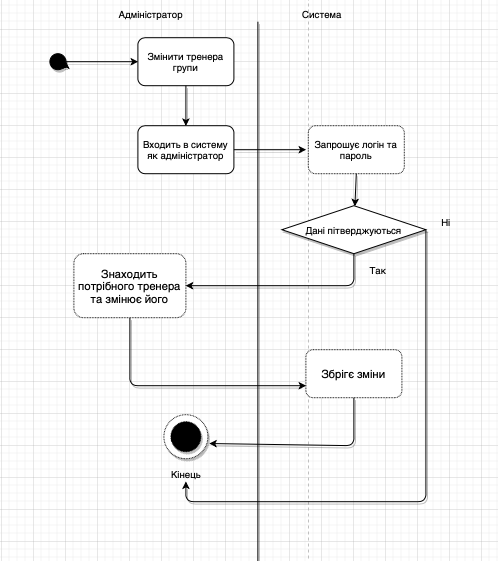 Адміністратор
Система
Змінити тренера
групи
Входить в систему
як адміністратор
Запрошує логін та
пароль
Дані пітверджуються
Ні
Так
Знаходить
потрібного тренера
та змінює його
Збрігє зміни
Кінець